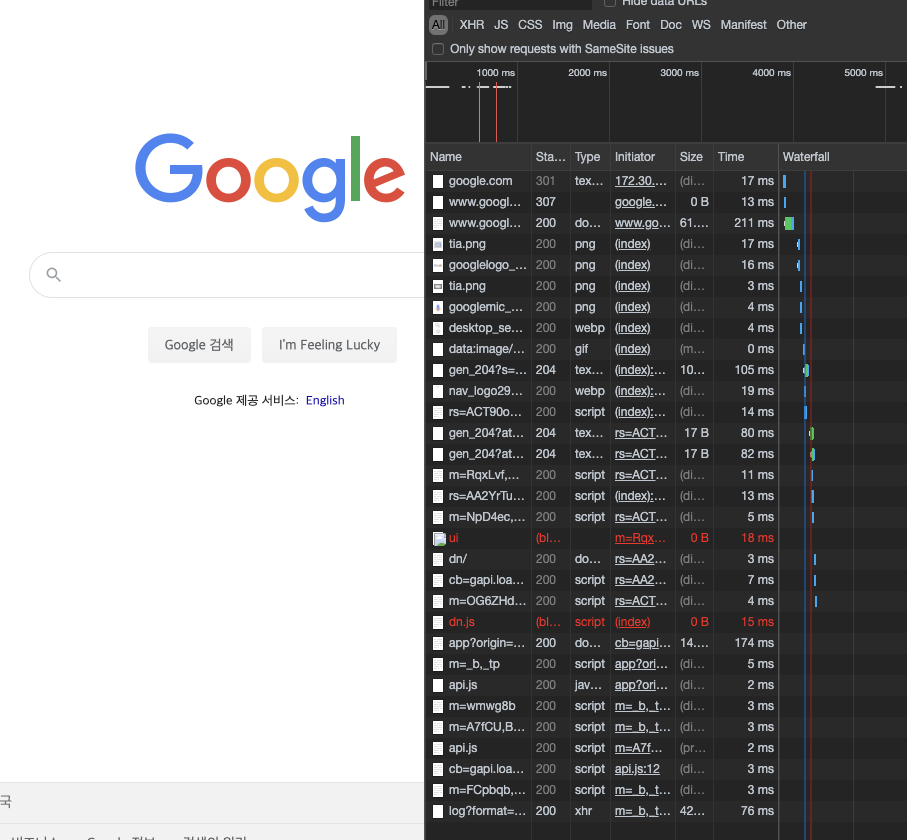 Filter Hide data URLs
All XHR JS CSS Img Media Font Doc WS Manifest Other
Only show requests with SameSite issues
1000 ms 2000 ms 3000 ms 4000 ms 5000 ms
Google
Google 검색 I'm Feeling Lucky
Google 제공 서비스: English
국
Name Sta... Type Initiator Size Time Waterfall
google.com 301 tex... 172.30.... (di... 17 ms
www.googl... 307 google.... 0 B 13 ms
www.googl... 200 do... www.go... 61.... 211 ms
tia.png 200 png (index) (di... 17 ms
googlelogo_... 200 png (index) (di... 16 ms
tia.png 200 png (index) (di... 3 ms
googlemic_... 200 png (index) (di... 4 ms
desktop_se... 200 webp (index) (di... 4 ms
data:image/... 200 gif (index) (m... 0 ms
gen_204?s=... 204 tex... (index):... 10... 105 ms
nav_logo29... 200 webp (index):... (di... 19 ms
rs=ACT90o... 200 script (index):... (di... 14 ms
gen_204?at... 204 tex... rs=ACT... 17 B 80 ms
gen_204?at... 204 tex... rs=ACT... 17 B 82 ms
m=RqxLvf,... 200 script rs=ACT... (di... 11 ms
rs=AA2YrTu... 200 script (index):... (di... 13 ms
m=NpD4ec,... 200 script rs=ACT... (di... 5 ms
ui (bl... m=Rqx... 0 B 18 ms
dn/ 200 do... rs=AA2... (di... 3 ms
cb=gapi.loa... 200 script rs=AA2... (di... 7 ms
m=OG6ZHd... 200 script rs=ACT... (di... 4 ms
dn.js (bl... script (index) 0 B 15 ms
app?origin=... 200 do... cb=gapi... 14.... 174 ms
m=_b,_tp 200 script app?ori... (di... 5 ms
api.js 200 jav... app?ori... (di... 2 ms
m=wmwg8b 200 script m=_b,_t... (di... 3 ms
m=A7fCU,B... 200 script m=_b,_t... (di... 3 ms
api.js 200 script m=A7f... (pr... 2 ms
cb=gapi.loa... 200 script api.js:12 (di... 3 ms
m=FCpbqb,... 200 script m=_b,_t... (di... 3 ms
log?format=... 200 xhr m=_b,_t... 42... 76 ms